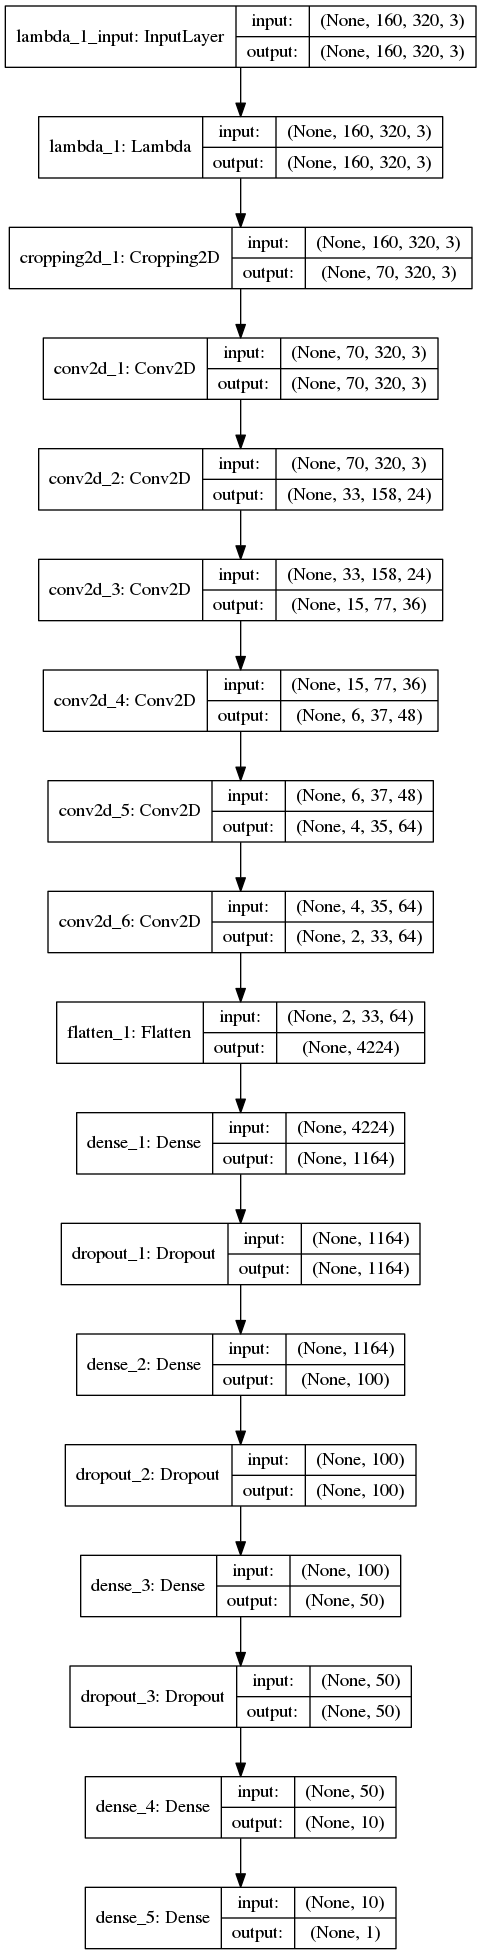 lambda_1_input: InputLayer
input: (None, 160, 320, 3)
output: (None, 160, 320, 3)
lambda_1: Lambda
input: (None, 160, 320, 3)
output: (None, 160, 320, 3)
cropping2d_1: Cropping2D
input: (None, 160, 320, 3)
output: (None, 70, 320, 3)
conv2d_1: Conv2D
input: (None, 70, 320, 3)
output: (None, 70, 320, 3)
conv2d_2: Conv2D
input: (None, 70, 320, 3)
output: (None, 33, 158, 24)
conv2d_3: Conv2D
input: (None, 33, 158, 24)
output: (None, 15, 77, 36)
conv2d_4: Conv2D
input: (None, 15, 77, 36)
output: (None, 6, 37, 48)
conv2d_5: Conv2D
input: (None, 6, 37, 48)
output: (None, 4, 35, 64)
conv2d_6: Conv2D
input: (None, 4, 35, 64)
output: (None, 2, 33, 64)
flatten_1: Flatten
input: (None, 2, 33, 64)
output: (None, 4224)
dense_1: Dense
input: (None, 4224)
output: (None, 1164)
dropout_1: Dropout
input: (None, 1164)
output: (None, 1164)
dense_2: Dense
input: (None, 1164)
output: (None, 100)
dropout_2: Dropout
input: (None, 100)
output: (None, 100)
dense_3: Dense
input: (None, 100)
output: (None, 50)
dropout_3: Dropout
input: (None, 50)
output: (None, 50)
dense_4: Dense
input: (None, 50)
output: (None, 10)
dense_5: Dense
input: (None, 10)
output: (None, 1)